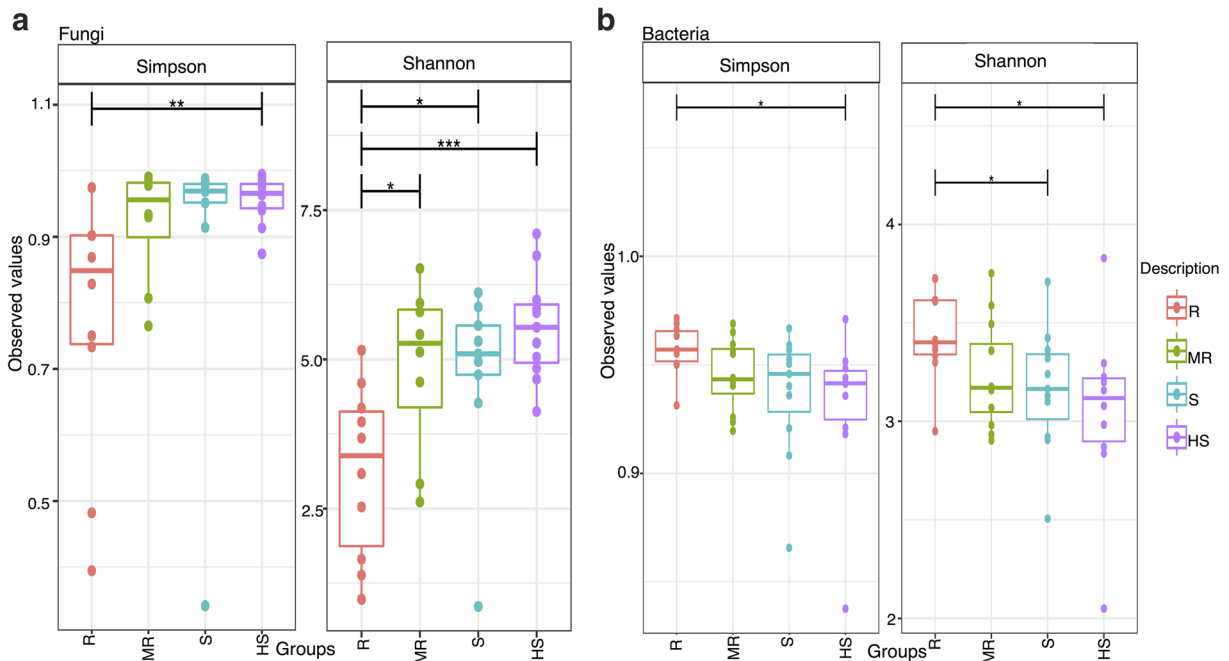 a
Fungi
Simpson
Shannon
**
*
***
*
1.1
0.9
0.7
0.5
7.5
5.0
2.5
Observed values
R
MR
S
HS
R
MR
S
HS
Groups
b
Bacteria
Simpson
Shannon
*
*
*
1.0
0.9
4
3
2
Observed values
R
MR
S
HS
R
MR
S
HS
Groups
Description
R
MR
S
HS